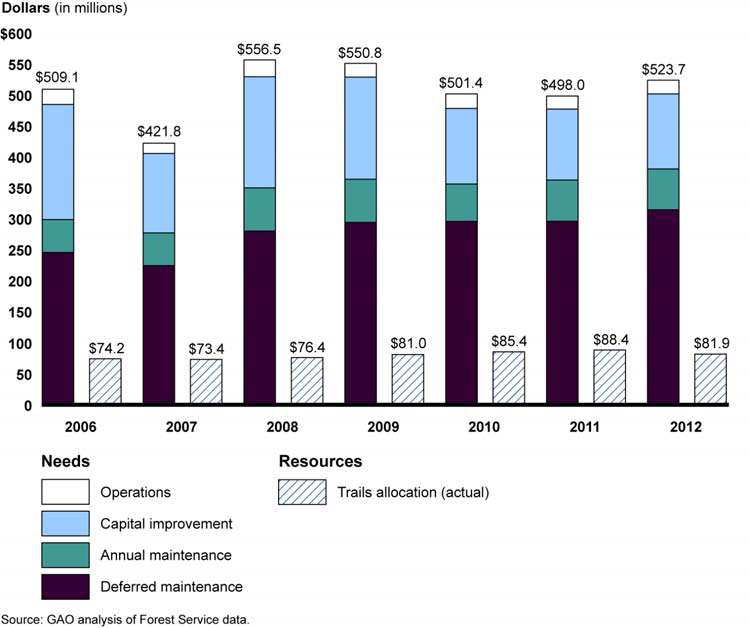 Dollars (in millions)
$600
550
500
450
400
350
300
250
200
150
100
50
0
$509.1
$74.2
$421.8
$73.4
$556.5
$76.4
$550.8
$81.0
$501.4
$85.4
$498.0
$88.4
$523.7
$81.9
2006 2007 2008 2009 2010 2011 2012
Needs
Operations
Capital improvement
Annual maintenance
Deferred maintenance
Resources
Trails allocation (actual)
Source: GAO analysis of Forest Service data.